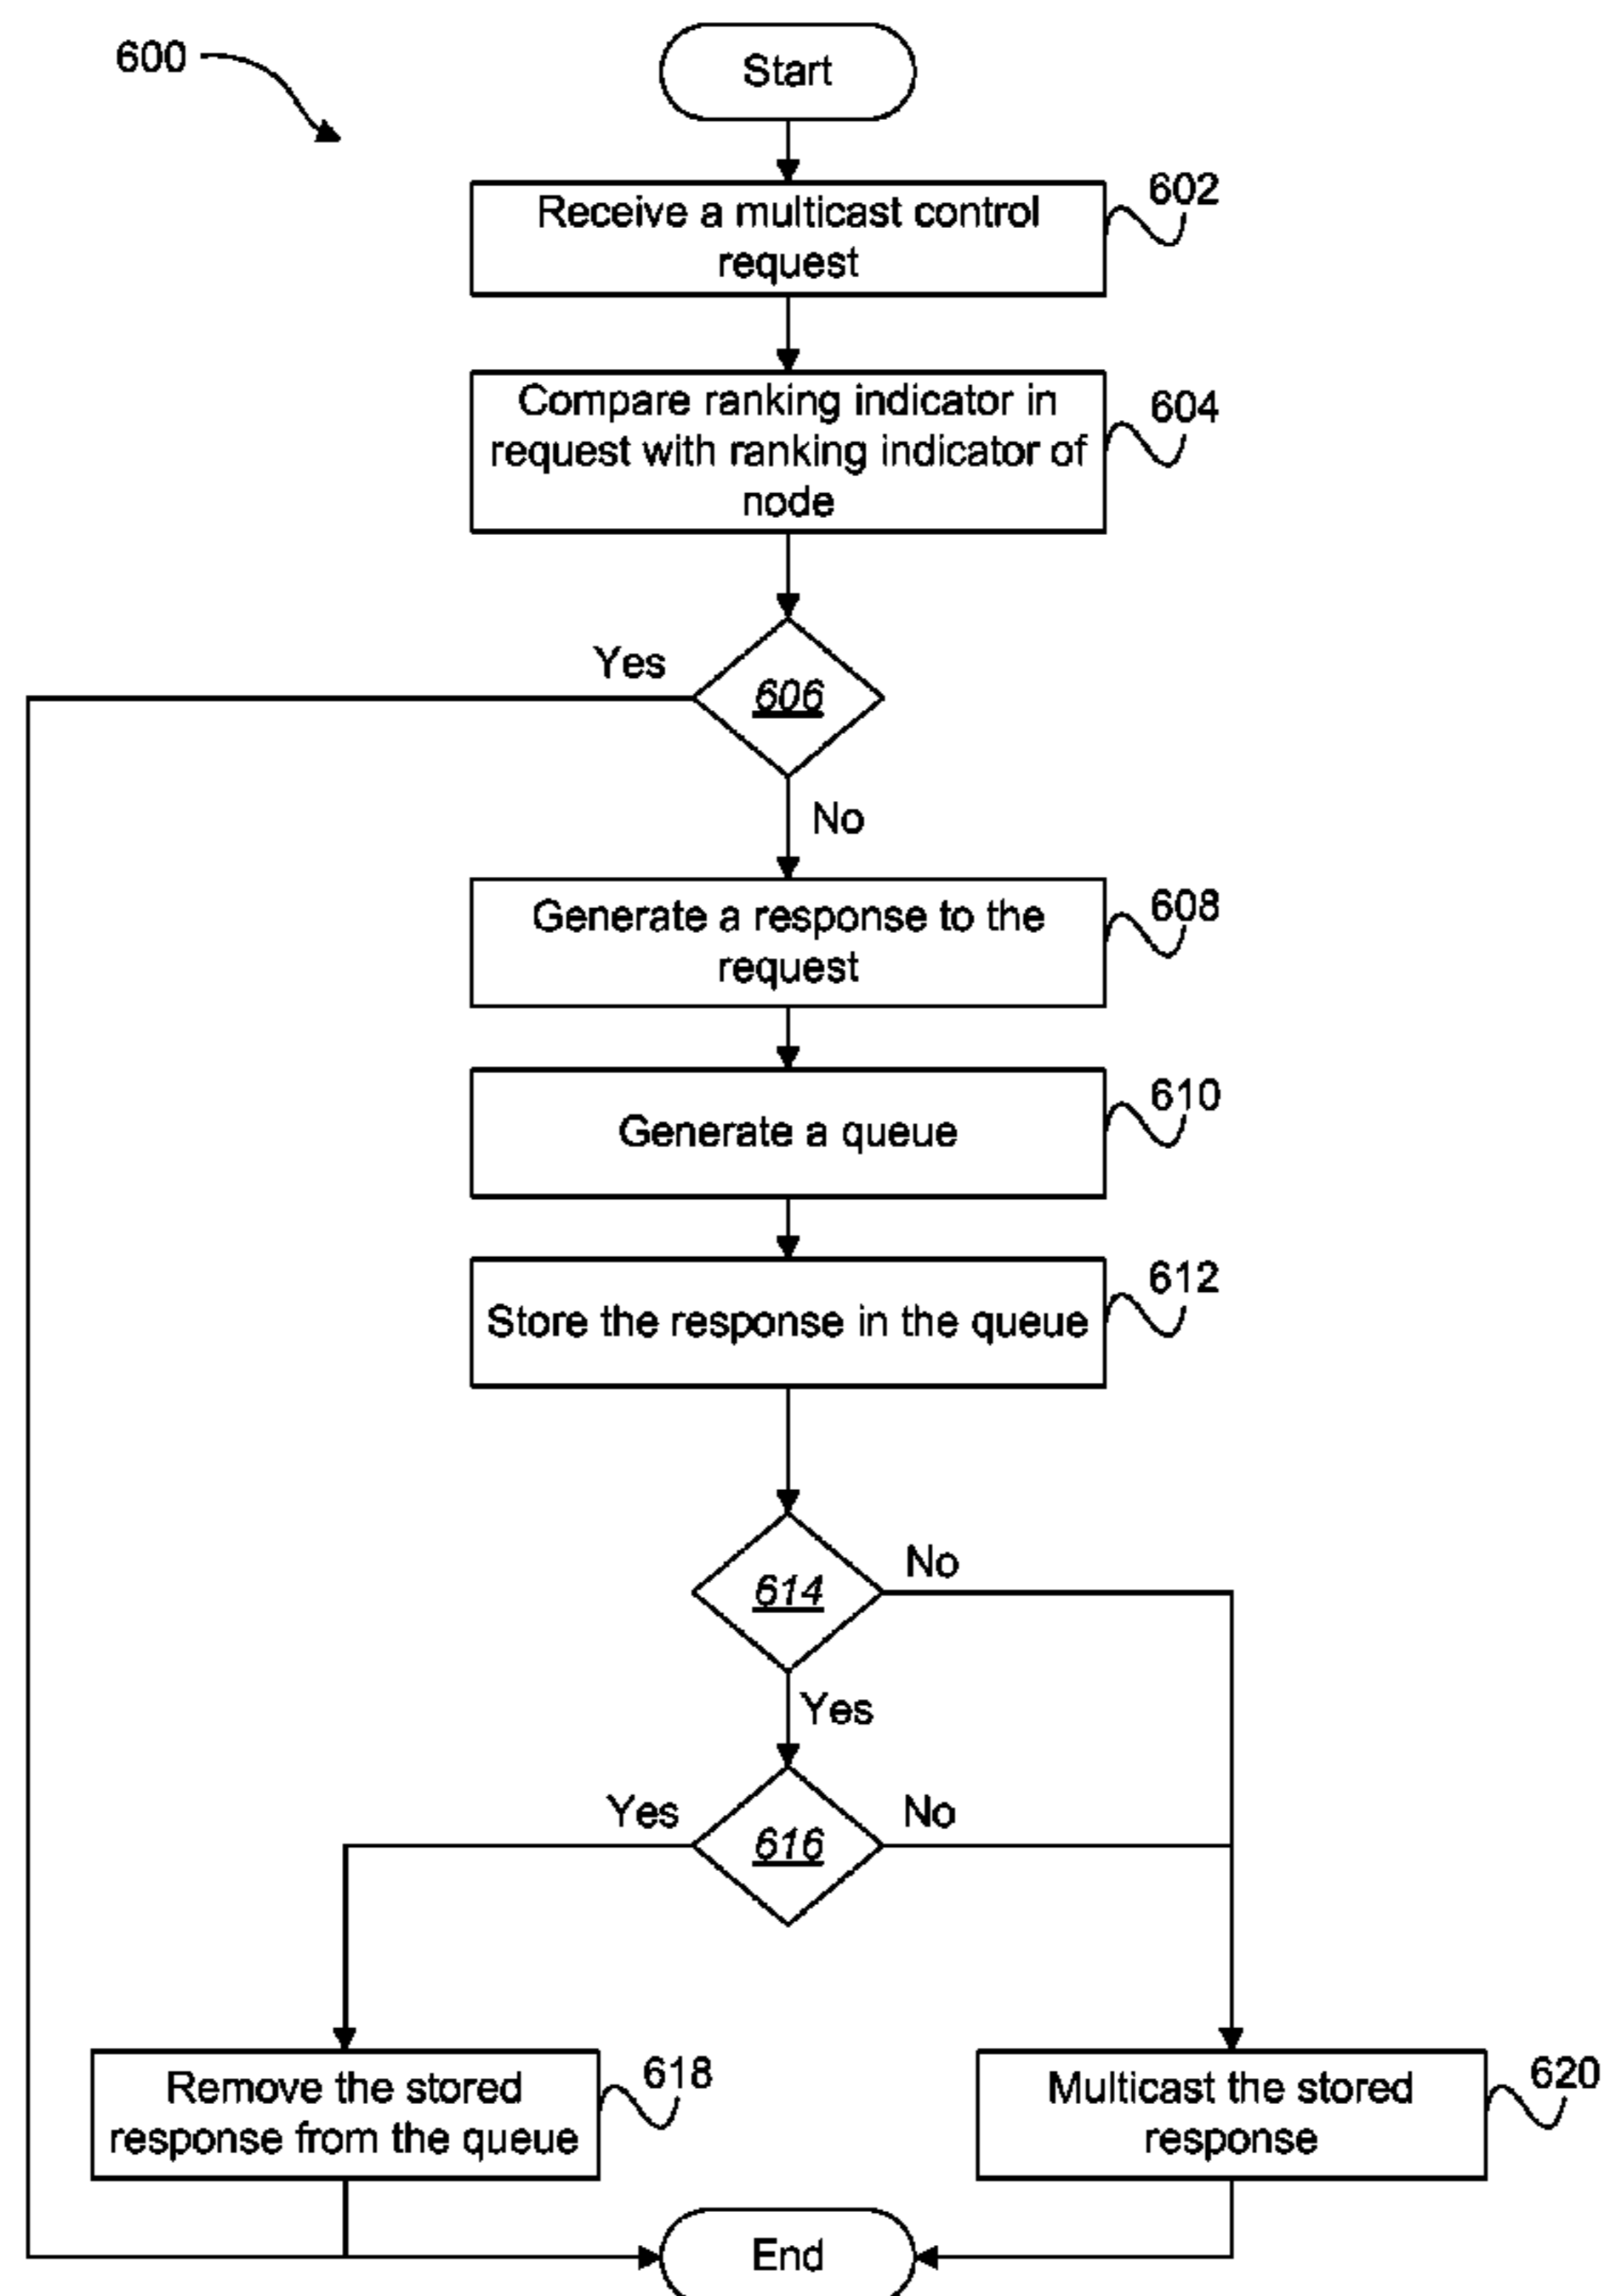 600
Start
602
Receive a multicast control
request
604
Compare ranking indicator in
request with ranking indicator of
node
Yes
606
No
608
Generate a response to the
request
610
Generate a queue
612
Store the response in the queue
No
614
Yes
Yes
No
616
618
Remove the stored
response from the queue
620
Multicast the stored
response
End